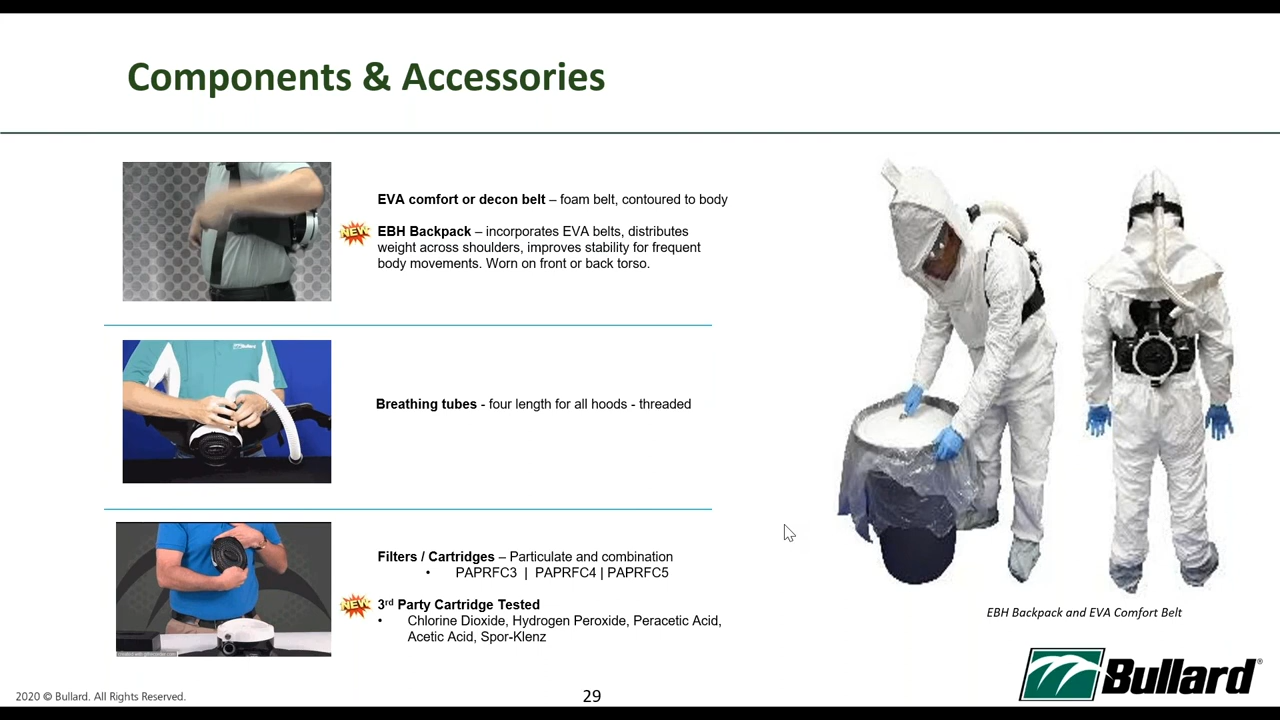 Components & Accessories
EVA comfort or decon belt – foam belt, contoured to body
NEW
EBH Backpack – incorporates EVA belts, distributes
weight across shoulders, improves stability for frequent
body movements. Worn on front or back torso.
Bullard
Breathing tubes - four length for all hoods - threaded
Filters / Cartridges – Particulate and combination
• PAPRFC3 | PAPRFC4 | PAPRFC5
NEW
3rd Party Cartridge Tested
• Chlorine Dioxide, Hydrogen Peroxide, Peracetic Acid,
Acetic Acid, Spor-Klenz
EBH Backpack and EVA Comfort Belt
Bullard®
2020 © Bullard. All Rights Reserved.
29